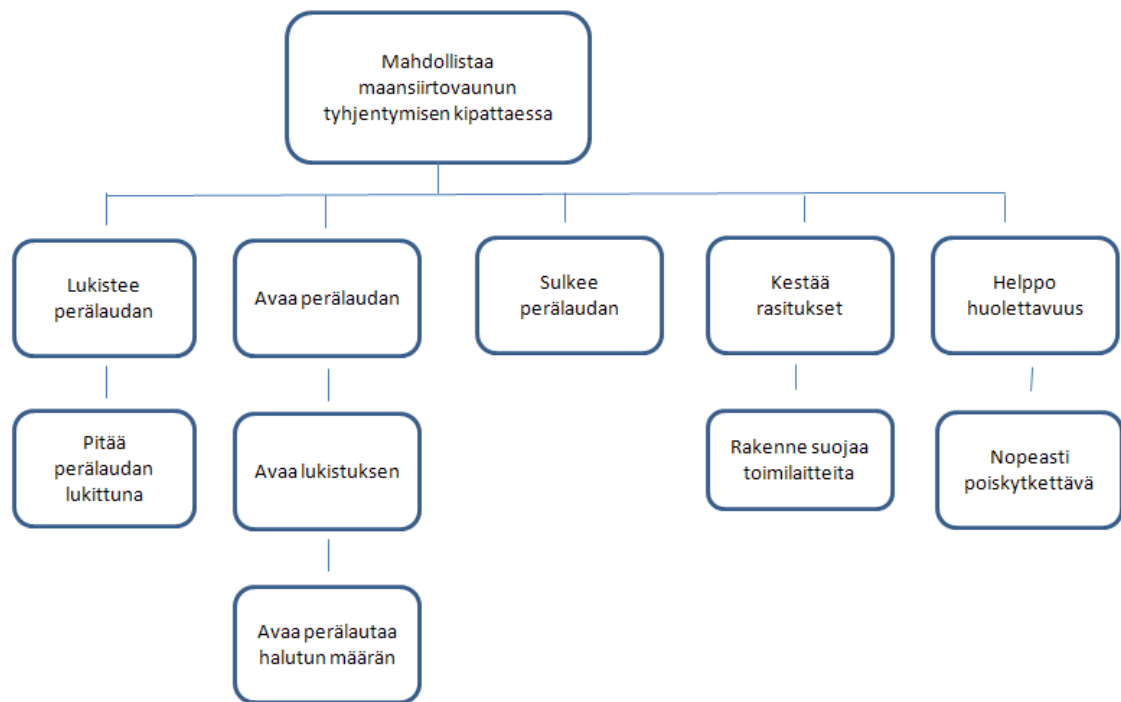 Mahdollistaa
maansiirtovaunun
tyhjentymisen kipattaessa
Lukistee
perälaudan
Avaa perälaudan
Sulkee
perälaudan
Kestää
rasitukset
Helppo
huolettavuus
Pitää
perälaudan
lukittuna
Avaa lukistuksen
Rakenne suojaa
toimilaitteita
Nopeasti
poiskytkettävä
Avaa perälautaa
halutun määrän